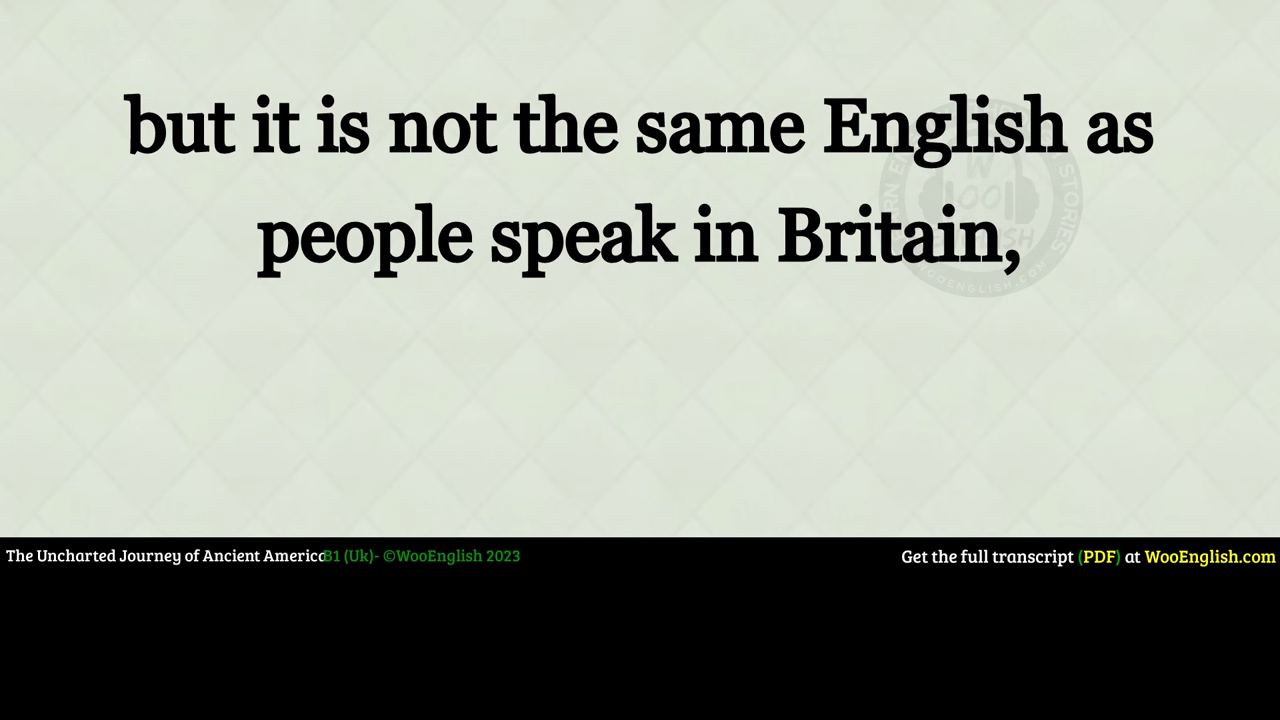 but it is not the same English as
people speak in Britain,
The Uncharted Journey of Ancient America B1 (Uk)- ©WooEnglish 2023
Get the full transcript (PDF) at WooEnglish.com